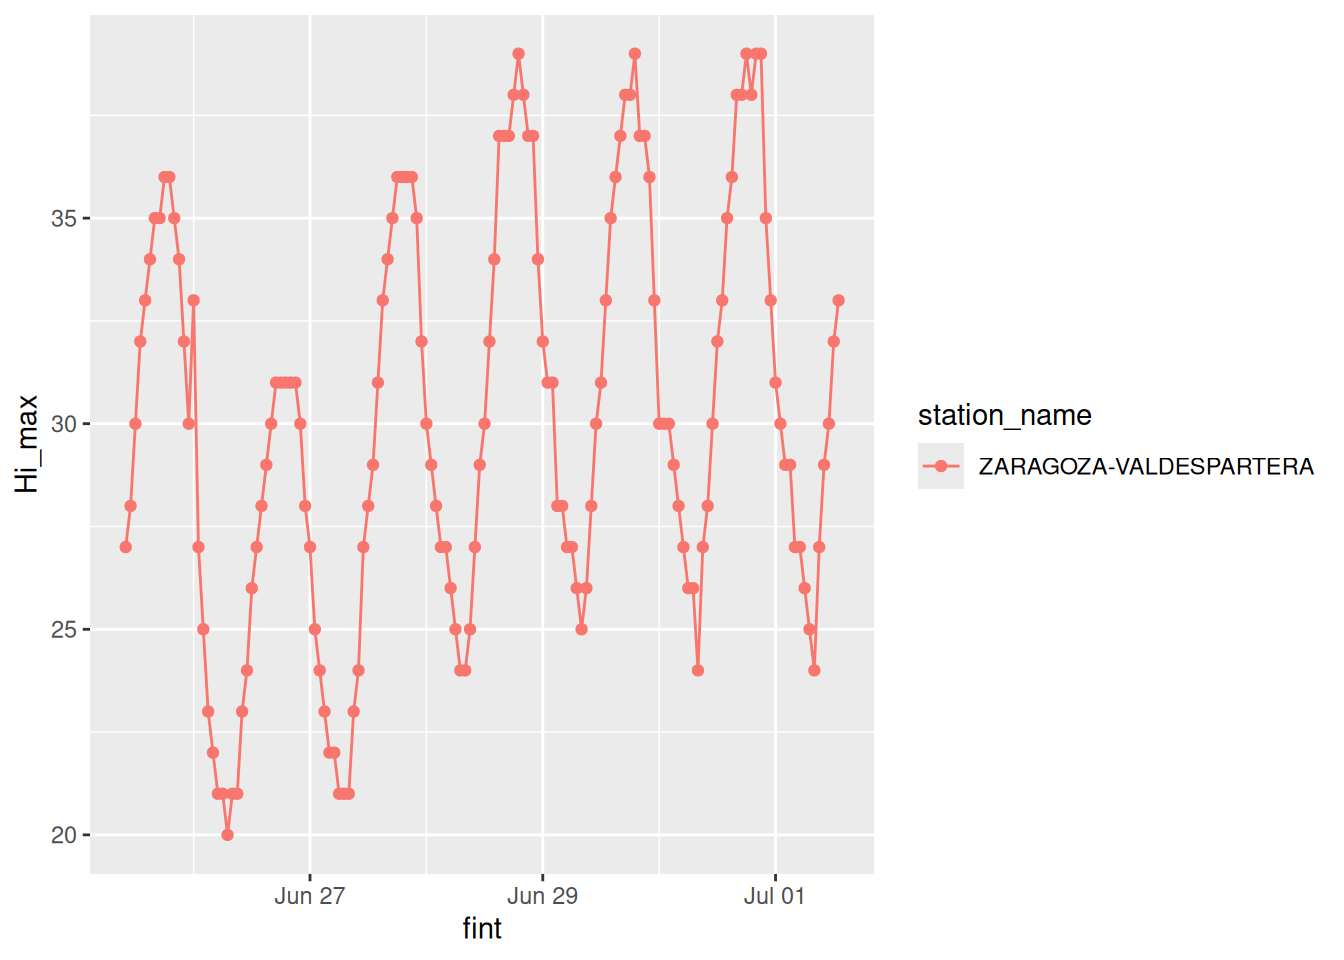 Hi_max
35
30
25
20
Jun 27
Jun 29
Jul 01
fint
station_name
ZARAGOZA-VALDESPARTERA